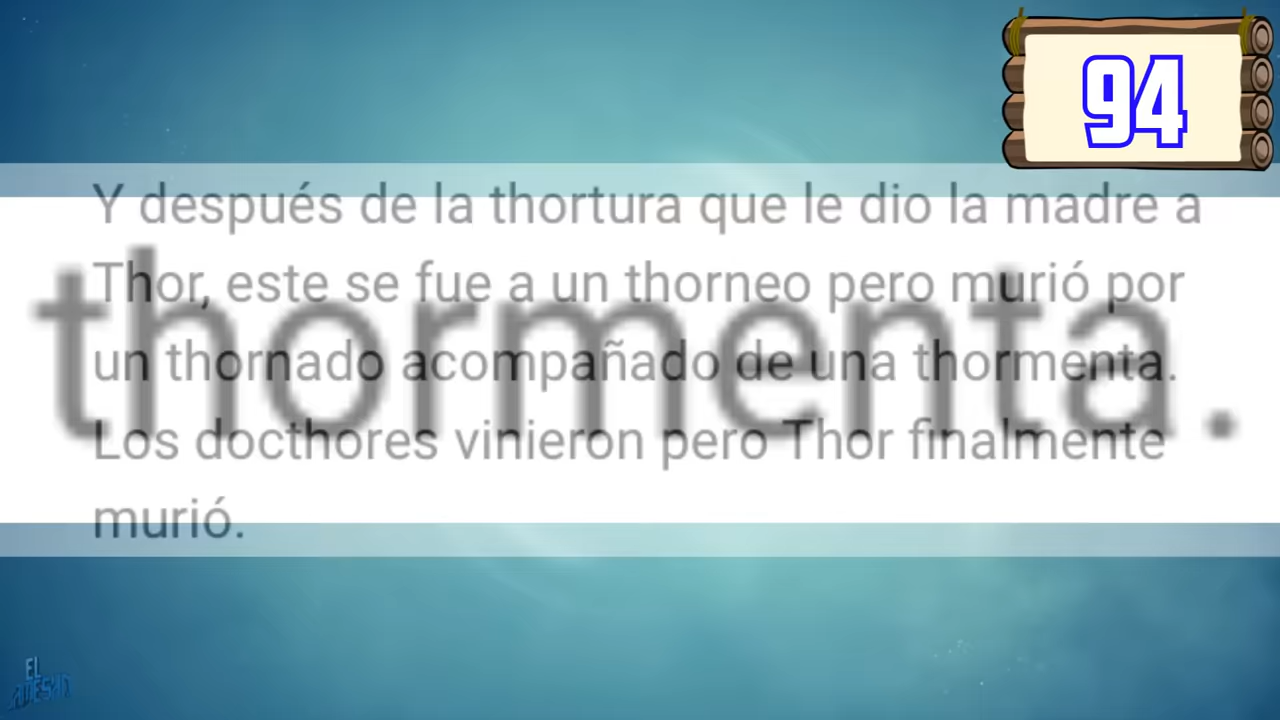 94
Y después de la thortura que le dio la madre a
Thor, este se fue a un thorneo pero murió por
thormenta.
un thornado acompañado de una thormenta.
Los docthores vinieron pero Thor finalmente
murió.
EL